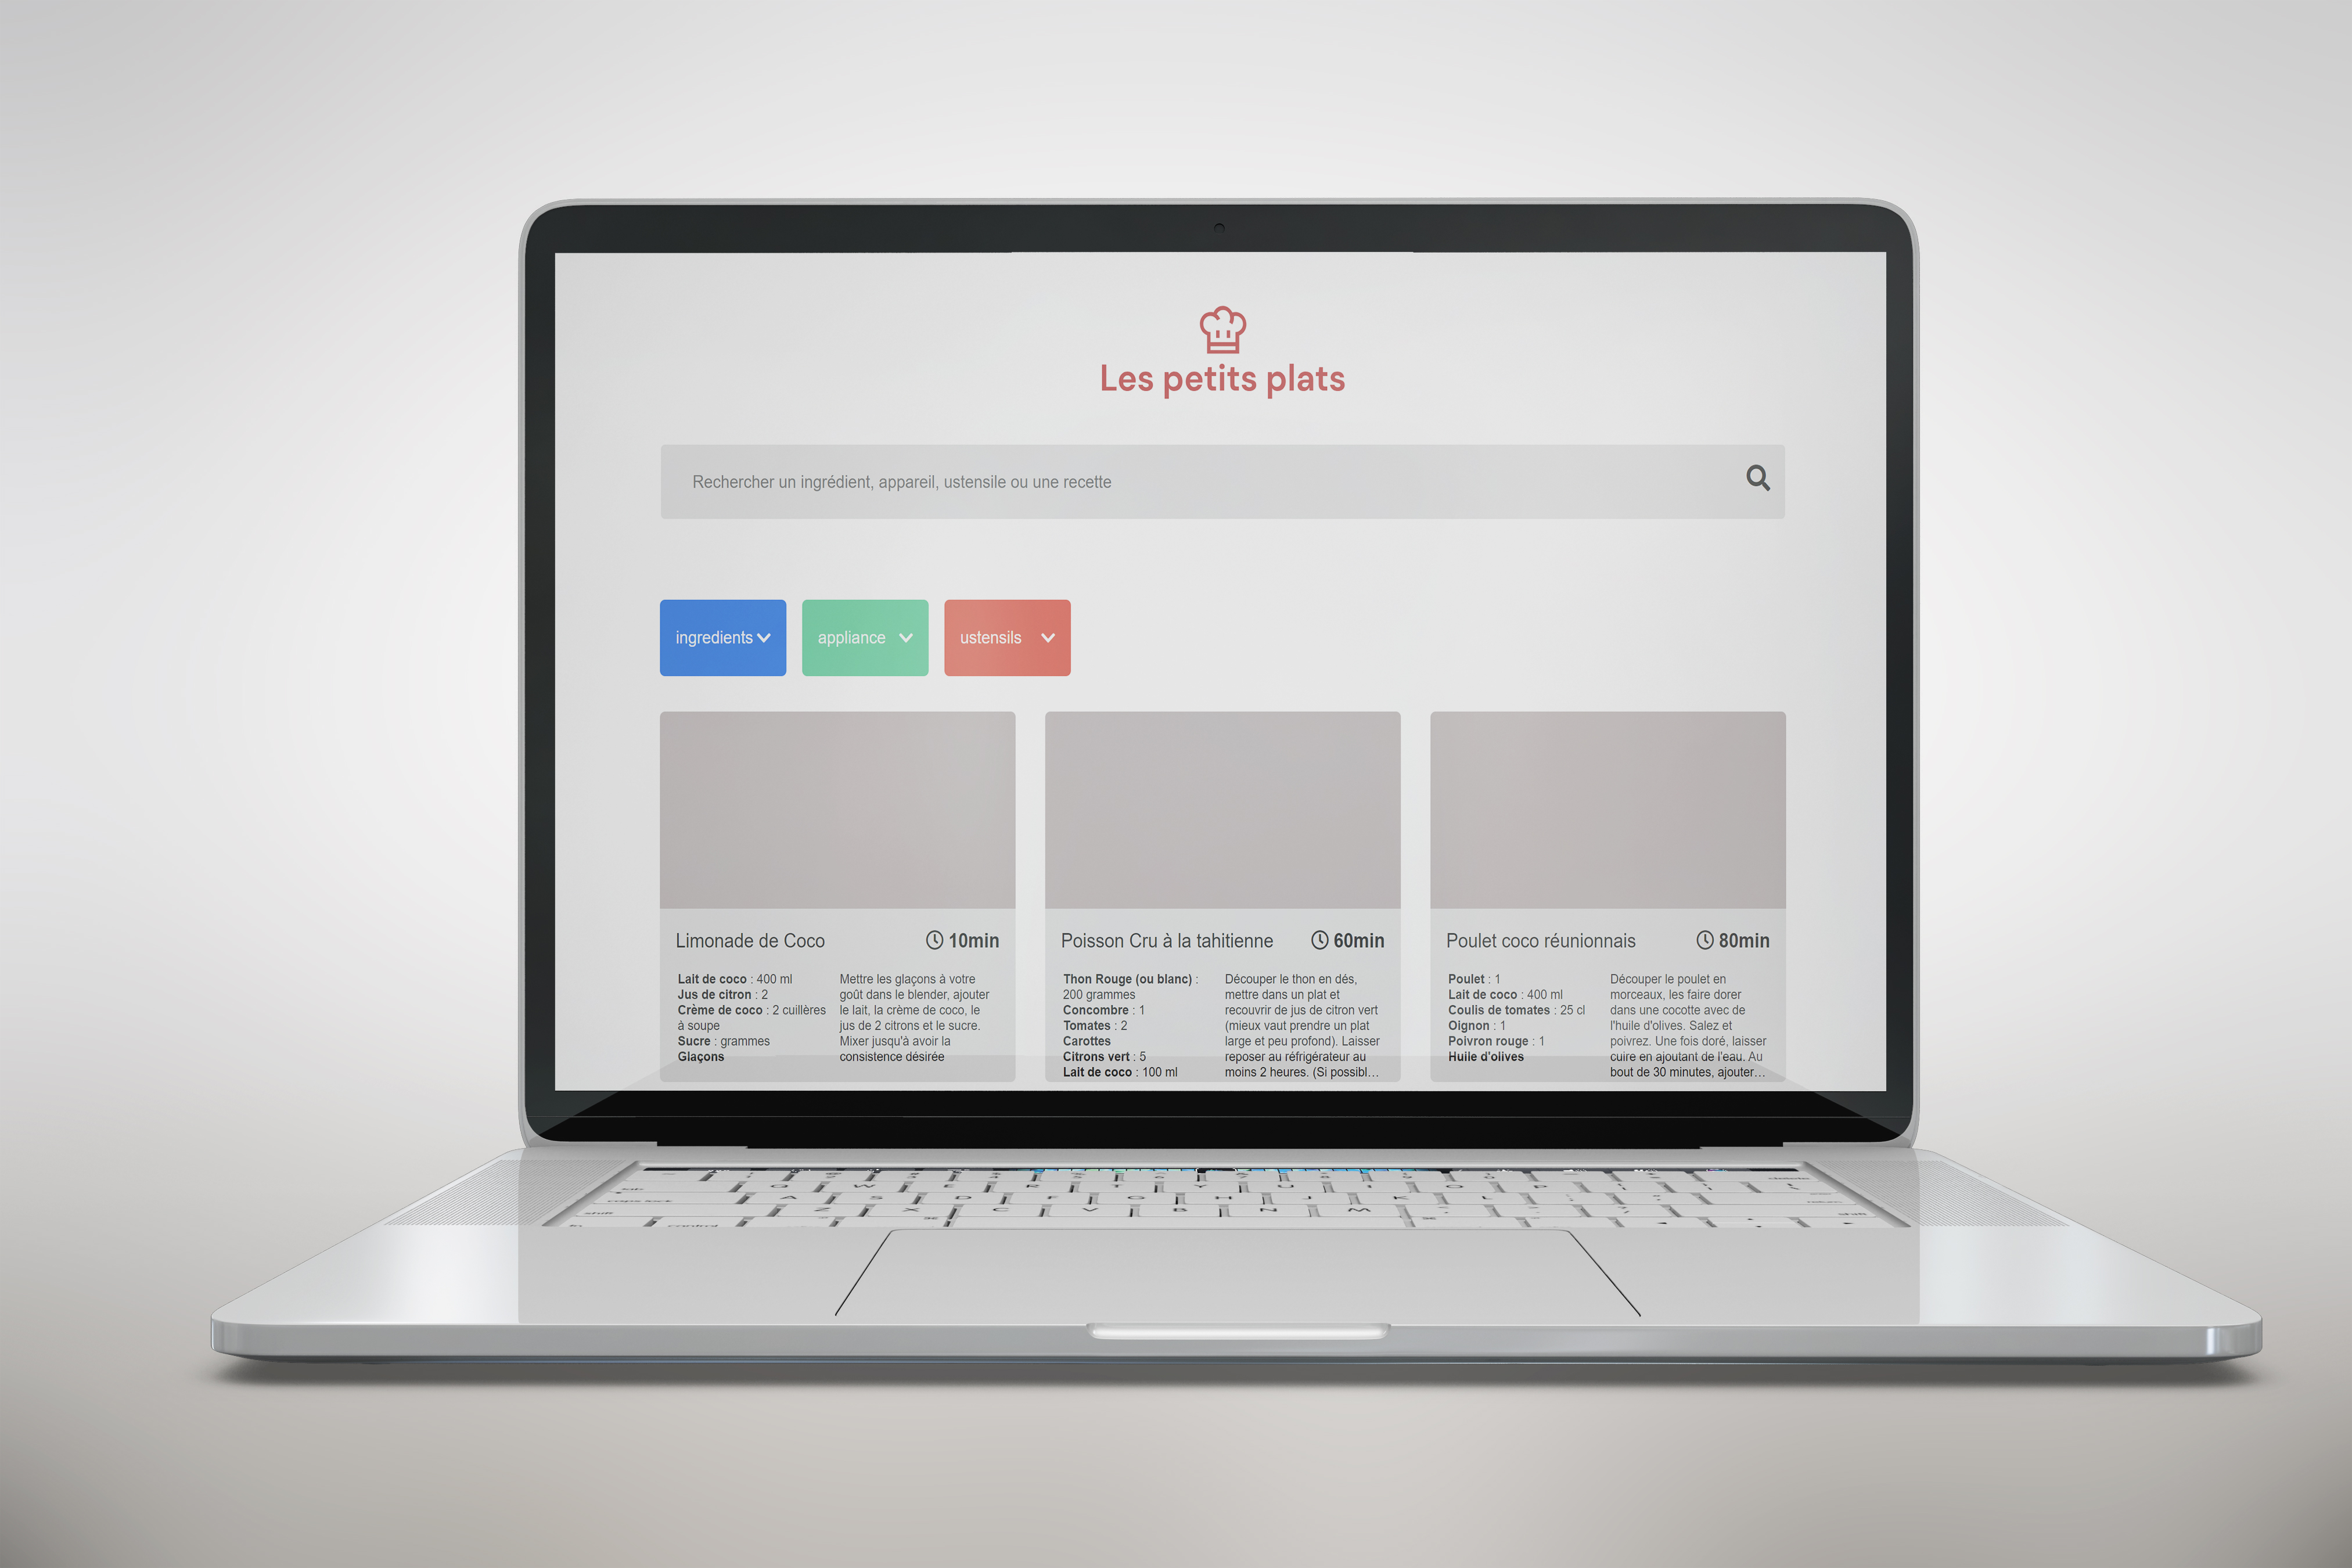 Les petits plats
Rechercher un ingrédient, appareil, ustensile ou une recette
ingredients
appliance
ustensils
Limonade de Coco
10min
Lait de coco : 400 ml
Jus de citron : 2
Crème de coco : 2 cuillères
à soupe
Sucre : grammes
Glaçons
Mettre les glaçons à votre
goût dans le blender, ajouter
le lait, la crème de coco, le
jus de 2 citrons et le sucre.
Mixer jusqu'à avoir la
consistence désirée
Poisson Cru à la tahitienne
60min
Thon Rouge (ou blanc) :
200 grammes
Concombre : 1
Tomates : 2
Carottes
Citrons vert : 5
Lait de coco : 100 ml
Découper le thon en dés,
mettre dans un plat et
recouvrir de jus de citron vert
(mieux vaut prendre un plat
large et peu profond). Laisser
reposer au réfrigérateur au
moins 2 heures. (Si possibl…
Poulet coco réunionnais
80min
Poulet : 1
Lait de coco : 400 ml
Coulis de tomates : 25 cl
Oignon : 1
Poivron rouge : 1
Huile d'olives
Découper le poulet en
morceaux, les faire dorer
dans une cocotte avec de
l'huile d'olives. Salez et
poivrez. Une fois doré, laisser
cuire en ajoutant de l'eau. Au
bout de 30 minutes, ajouter…
Q W E R T Y U I O P
A S D F G H J K L
shift Z X C V B N M shift
control